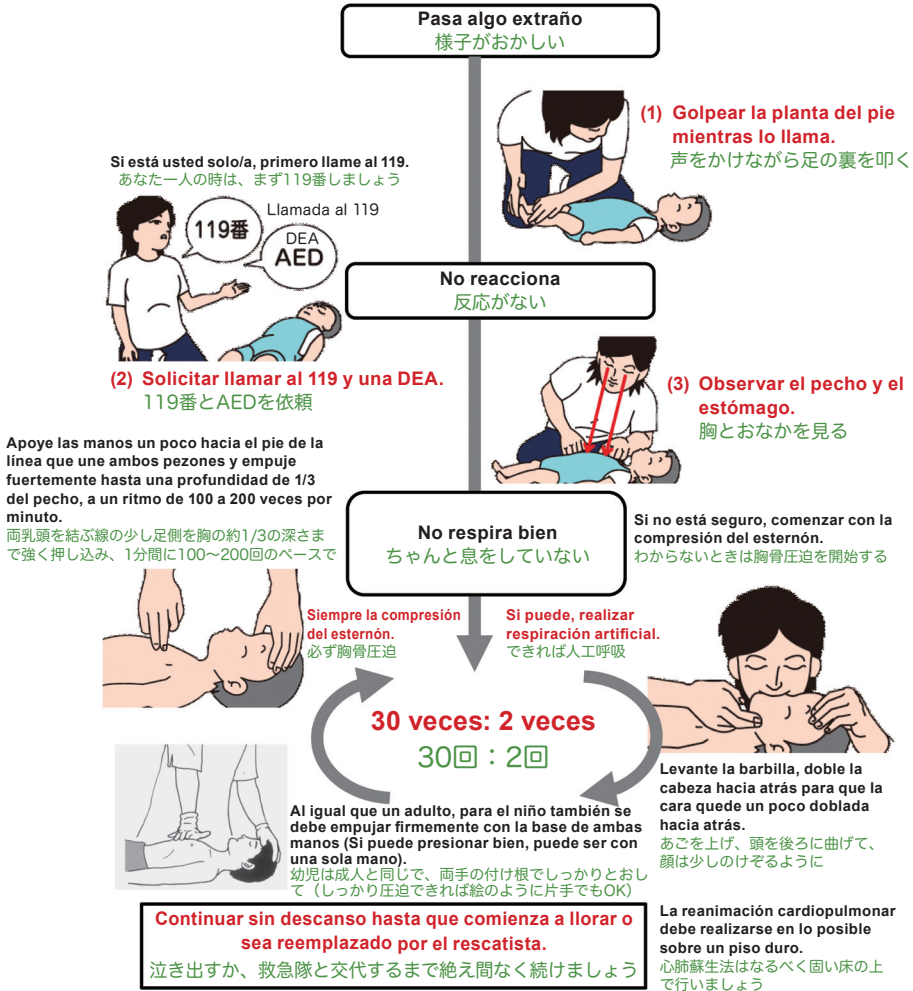 Pasa algo extraño
様子がおかしい
(1) Golpear la planta del pie
mientras lo llama.
声をかけながら足の裏を叩く
Si está usted solo/a, primero llame al 119.
あなた一人の時は、まず119番しましょう
119番
Llamada al 119
DEA
AED
No reacciona
反応がない
(2) Solicitar llamar al 119 y una DEA.
119番とAEDを依頼
(3) Observar el pecho y el
estómago.
胸とおなかを見る
Apoye las manos un poco hacia el pie de la
línea que une ambos pezones y empuje
fuertemente hasta una profundidad de 1/3
del pecho, a un ritmo de 100 a 200 veces por
minuto.
両乳頭を結ぶ線の少し足側を胸の約1/3の深さま
で強く押し込み、1分間に100〜200回のペースで
No respira bien
ちゃんと息をしていない
Si no está seguro, comenzar con la
compresión del esternón.
わからないときは胸骨圧迫を開始する
Siempre la compresión
del esternón.
必ず胸骨圧迫
Si puede, realizar
respiración artificial.
できれば人工呼吸
30 veces: 2 veces
30回：2回
Levante la barbilla, doble la
cabeza hacia atrás para que la
cara quede un poco doblada
hacia atrás.
あごを上げ、頭を後ろに曲げて、
顔は少しのけぞるように
Al igual que un adulto, para el niño también se
debe empujar firmemente con la base de ambas
manos (Si puede presionar bien, puede ser con
una sola mano).
幼児は成人と同じで、両手の付け根でしっかりとおし
て（しっかり圧迫できれば絵のように片手でもOK）
Continuar sin descanso hasta que comienza a llorar o
sea reemplazado por el rescatista.
泣き出すか、救急隊と交代するまで絶え間なく続けましょう
La reanimación cardiopulmonar
debe realizarse en lo posible
sobre un piso duro.
心肺蘇生法はなるべく固い床の上
で行いましょう